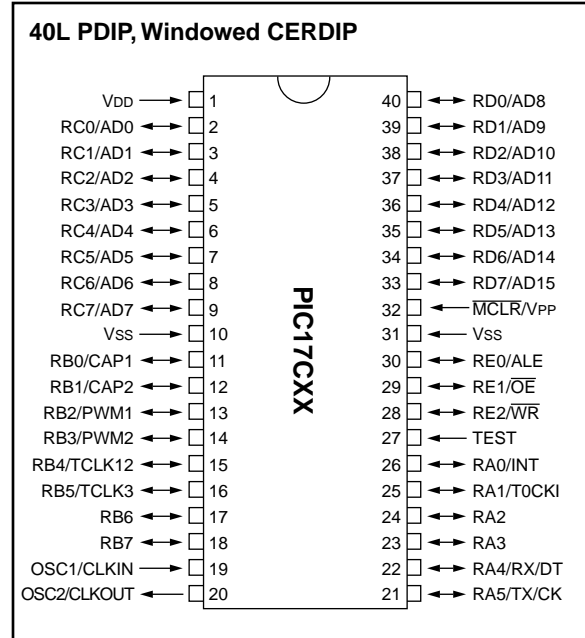 40L PDIP, Windowed CERDIP
VDD 1 40 RD0/AD8
RC0/AD0 2 39 RD1/AD9
RC1/AD1 3 38 RD2/AD10
RC2/AD2 4 37 RD3/AD11
RC3/AD3 5 36 RD4/AD12
RC4/AD4 6 35 RD5/AD13
RC5/AD5 7 34 RD6/AD14
RC6/AD6 8 33 RD7/AD15
RC7/AD7 9 32 M̅C̅L̅R̅/VPP
VSS 10 31 VSS
RB0/CAP1 11 30 RE0/ALE
RB1/CAP2 12 29 RE1/O̅E̅
RB2/PWM1 13 28 RE2/W̅R̅
RB3/PWM2 14 27 TEST
RB4/TCLK12 15 26 RA0/INT
RB5/TCLK3 16 25 RA1/T0CKI
RB6 17 24 RA2
RB7 18 23 RA3
OSC1/CLKIN 19 22 RA4/RX/DT
OSC2/CLKOUT 20 21 RA5/TX/CK
PIC17CXX